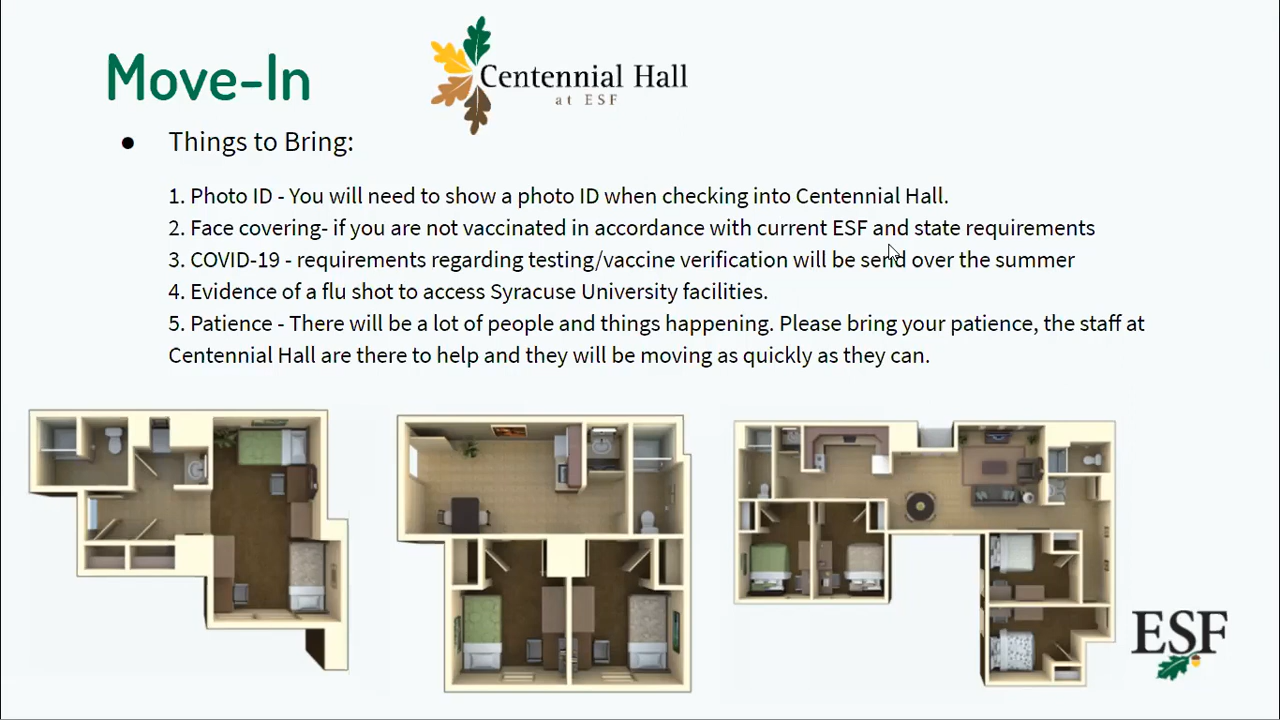 Move-In
Centennial Hall
at ESF
● Things to Bring:
1. Photo ID - You will need to show a photo ID when checking into Centennial Hall.
2. Face covering- if you are not vaccinated in accordance with current ESF and state requirements
3. COVID-19 - requirements regarding testing/vaccine verification will be send over the summer
4. Evidence of a flu shot to access Syracuse University facilities.
5. Patience - There will be a lot of people and things happening. Please bring your patience, the staff at
Centennial Hall are there to help and they will be moving as quickly as they can.
ESF